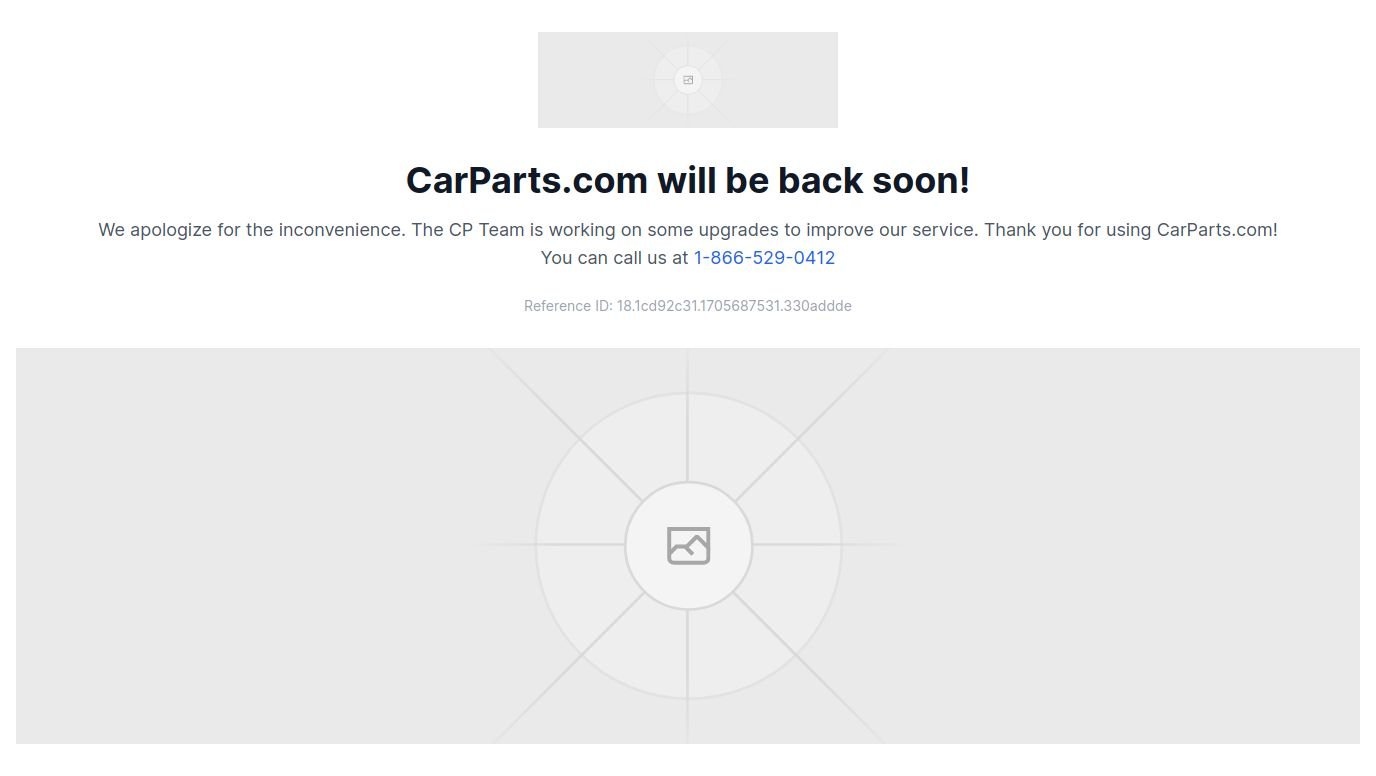 CarParts.com will be back soon!
We apologize for the inconvenience. The CP Team is working on some upgrades to improve our service. Thank you for using CarParts.com!
You can call us at 1-866-529-0412
Reference ID: 18.1cd92c31.1705687531.330addde